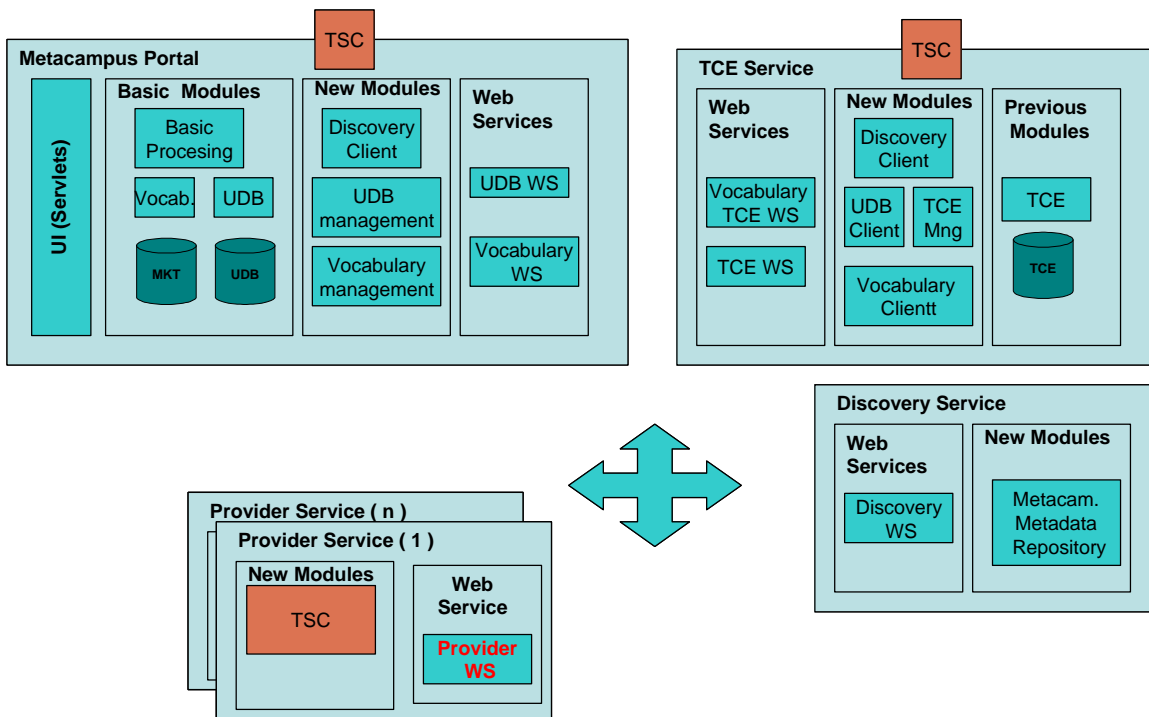 TSC
Metacampus Portal
UI (Servlets)
Basic Modules
Basic
Procesing
Vocab.
UDB
MKT
UDB
New Modules
Discovery
Client
UDB
management
Vocabulary
management
Web
Services
UDB WS
Vocabulary
WS
TSC
TCE Service
Web
Services
Vocabulary
TCE WS
TCE WS
New Modules
Discovery
Client
UDB
Client
TCE
Mng
Vocabulary
Clientt
Previous
Modules
TCE
TCE
Discovery Service
Web
Services
Discovery
WS
New Modules
Metacam.
Metadata
Repository
Provider Service ( n )
Provider Service ( 1 )
New Modules
TSC
Web
Service
Provider
WS